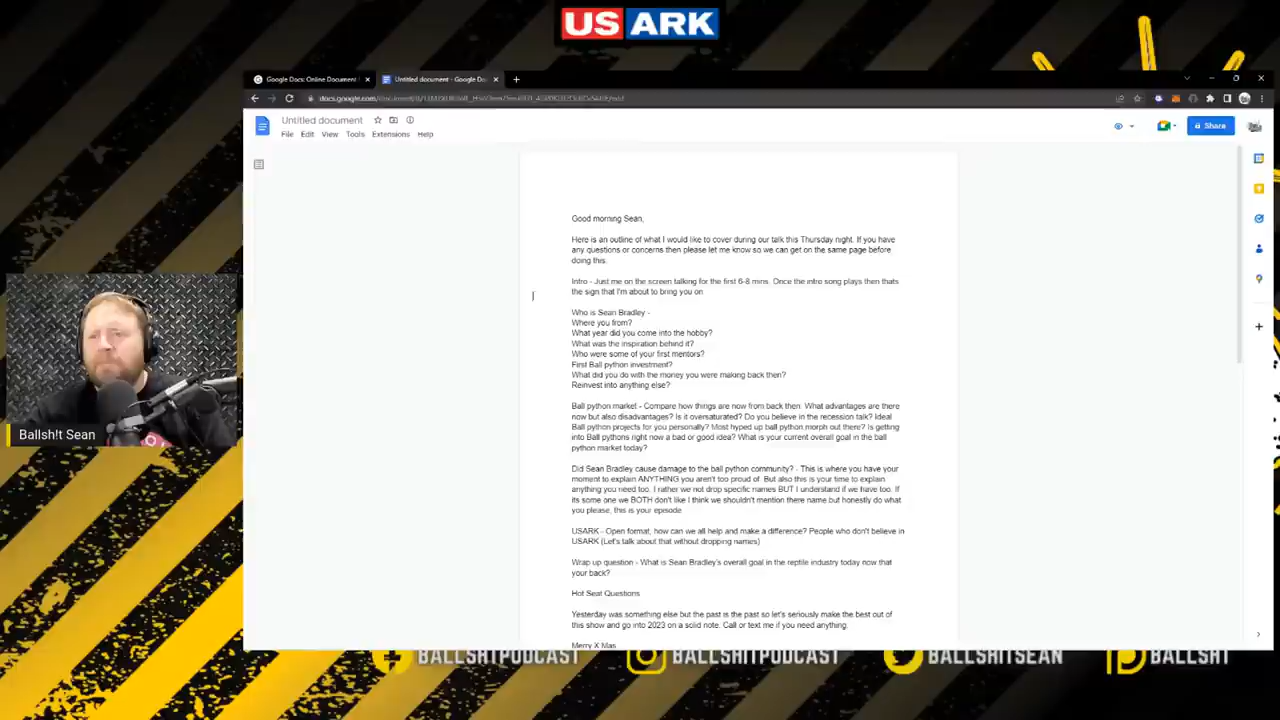 US ARK
Google Docs: Online Document
Untitled document - Google Do
Untitled document
File Edit View Tools Extensions Help
Share
Good morning Sean,
Here is an outline of what I would like to cover during our talk this Thursday night. If you have
any questions or concerns then please let me know so we can get on the same page before
doing this.
Intro - Just me on the screen talking for the first 6-8 mins. Once the intro song plays then thats
the sign that I'm about to bring you on
Who is Sean Bradley -
Where you from?
What year did you come into the hobby?
What was the inspiration behind it?
Who were some of your first mentors?
First Ball python investment?
What did you do with the money you were making back then?
Reinvest into anything else?
Ball python market - Compare how things are now from back then. What advantages are there
now but also disadvantages? Is it oversaturated? Do you believe in the recession talk? Ideal
Ball python projects for you personally? Most hyped up ball python morph out there? Is getting
into Ball pythons right now a bad or good idea? What is your current overall goal in the ball
python market today?
Did Sean Bradley cause damage to the ball python community? - This is where you have your
moment to explain ANYTHING you aren't too proud of. But also this is your time to explain
anything you need too. I rather we not drop specific names BUT I understand if we have too. If
its some one we BOTH don't like I think we shouldn't mention there name but honestly do what
you please, this is your episode
USARK - Open format, how can we all help and make a difference? People who don't believe in
USARK (Let's talk about that without dropping names)
Wrap up question - What is Sean Bradley's overall goal in the reptile industry today now that
your back?
Hot Seat Questions
Yesterday was something else but the past is the past so let's seriously make the best out of
this show and go into 2023 on a solid note. Call or text me if you need anything.
Merry X Mas
Ballsh!t Sean
BALLSHITPODCAST BALLSHITPODCAST BALLSHITSEAN BALLSHT